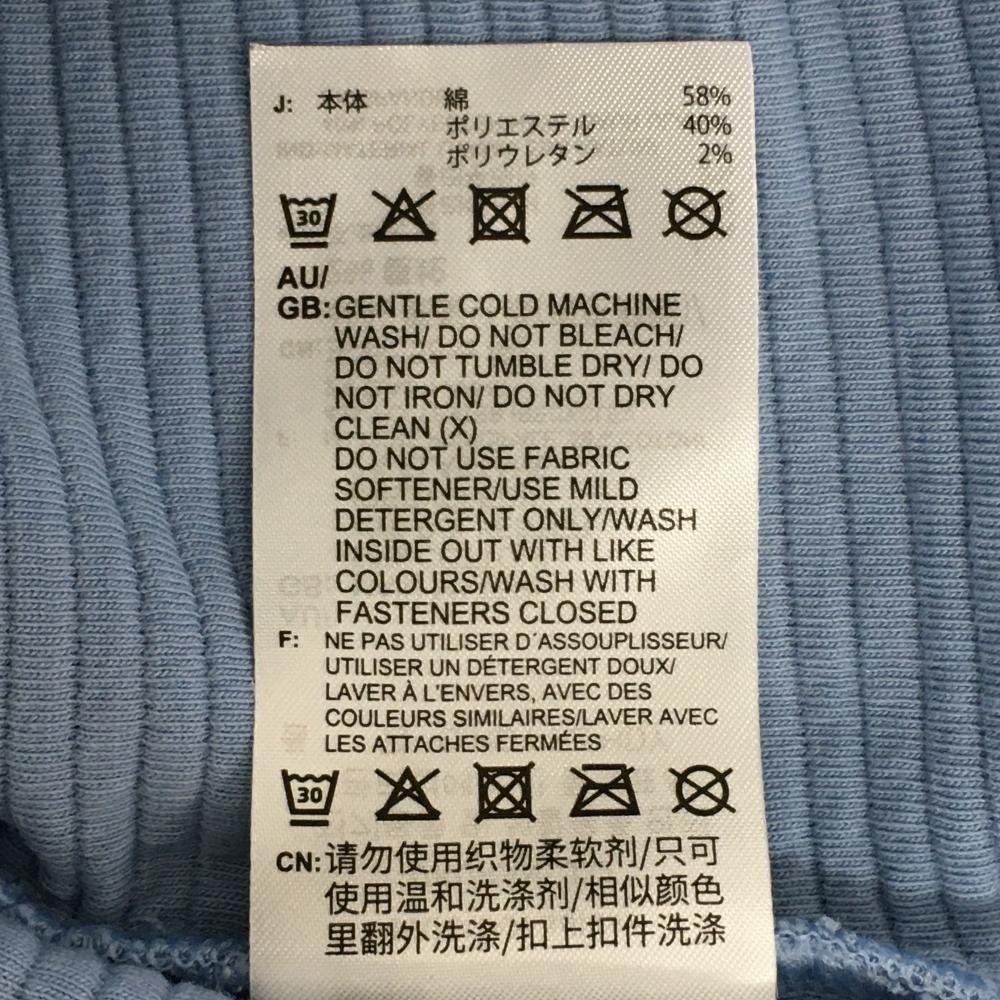 J: 本体 綿 58%
ポリエステル 40%
ポリウレタン 2%
30
AU/
GB: GENTLE COLD MACHINE
WASH/ DO NOT BLEACH/
DO NOT TUMBLE DRY/ DO
NOT IRON/ DO NOT DRY
CLEAN (X)
DO NOT USE FABRIC
SOFTENER/USE MILD
DETERGENT ONLY/WASH
INSIDE OUT WITH LIKE
COLOURS/WASH WITH
FASTENERS CLOSED
F: NE PAS UTILISER D´ASSOUPLISSEUR/
UTILISER UN DÉTERGENT DOUX/
LAVER À L'ENVERS, AVEC DES
COULEURS SIMILAIRES/LAVER AVEC
LES ATTACHES FERMÉES
30
CN: 请勿使用织物柔软剂/只可
使用温和洗涤剂/相似颜色
里翻外洗涤/扣上扣件洗涤